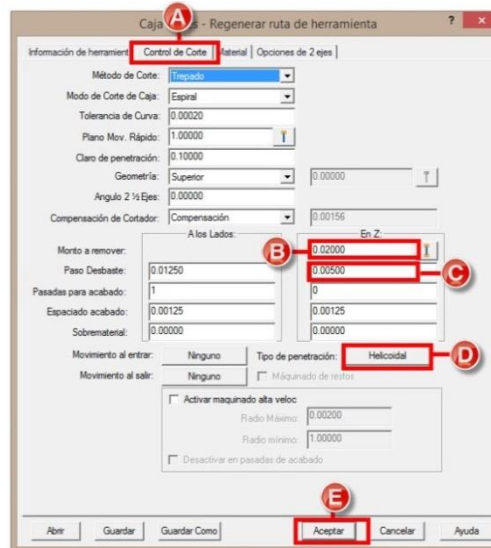 Caja 2 Ejes - Regenerar ruta de herramienta ? x
A
Información de herramienta Control de Corte Material Opciones de 2 ejes
Método de Corte: Trepado
Modo de Corte de Caja: Espiral
Tolerancia de Curva: 0.00020
Plano Mov. Rápido: 1.00000
Claro de penetración: 0.10000
Geometría: Superior 0.00000
Angulo 2 ½ Ejes: 0.00000
Compensación de Cortador: Compensación 0.00156
A los Lados: En Z:
Monto a remover: B 0.02000
Paso Desbaste: 0.01250 0.00500 C
Pasadas para acabado: 1 0
Espaciado acabado: 0.00125 0.00125
Sobrematerial: 0.00000 0.00000
Movimiento al entrar: Ninguno Tipo de penetración: Helicoidal D
Movimiento al salir: Ninguno Máquinado de restos
Activar maquinado alta veloc
Radio Máximo: 0.00200
Radio mínimo: 1.00000
Desactivar en pasadas de acabado
E
Abrir Guardar Guardar Como Aceptar Cancelar Ayuda